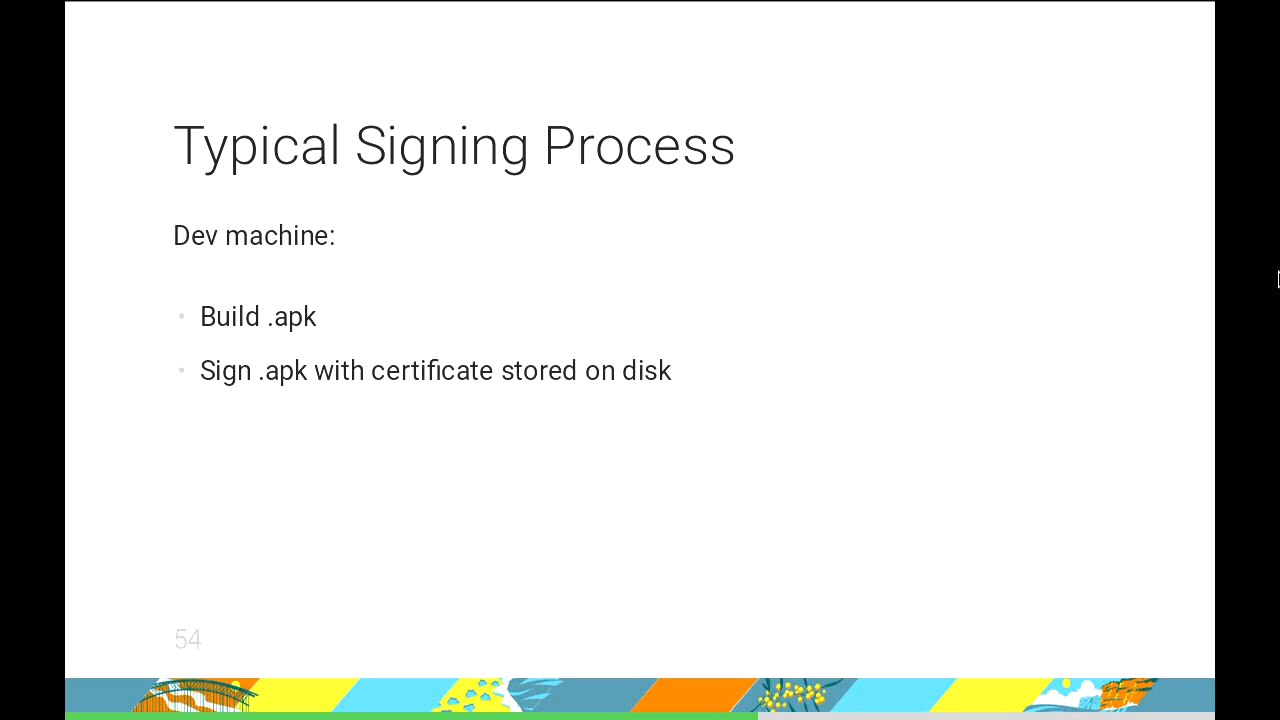 Typical Signing Process
Dev machine:
• Build .apk
• Sign .apk with certificate stored on disk
54